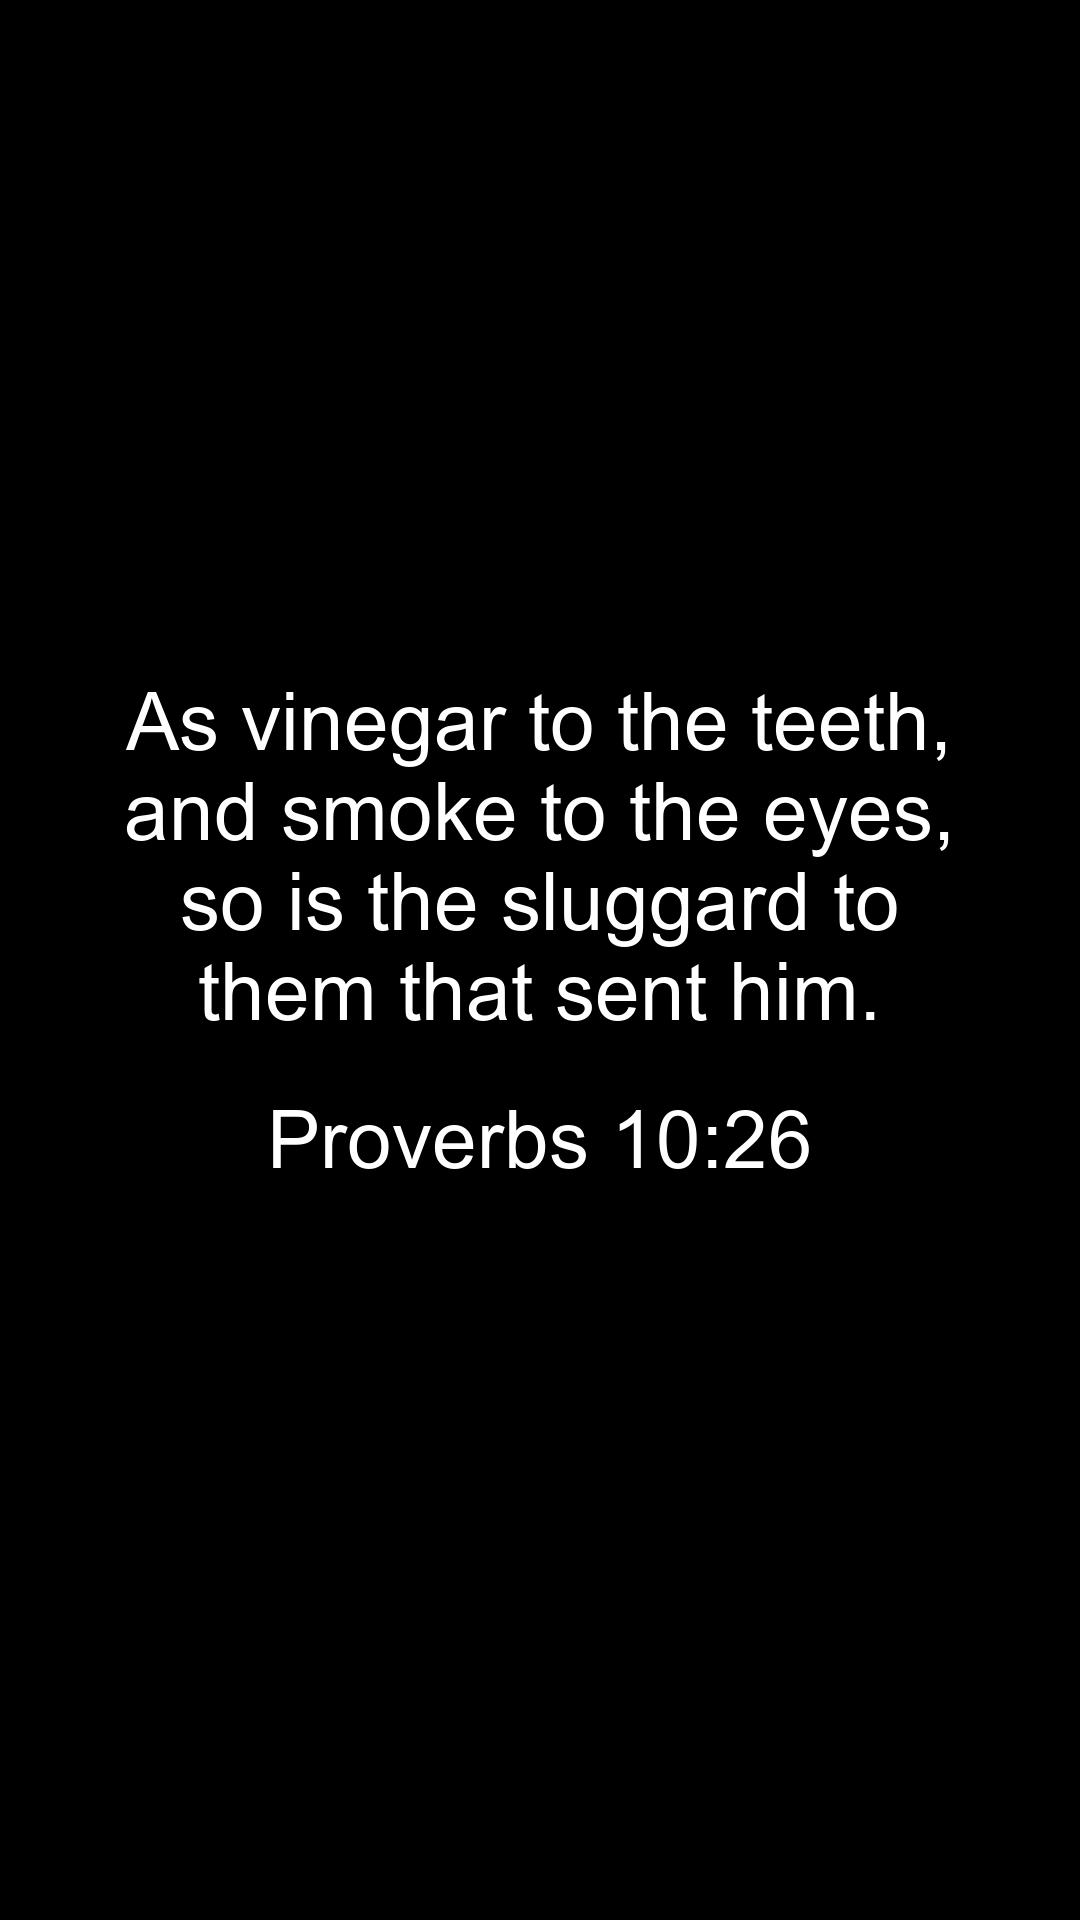 As vinegar to the teeth,
and smoke to the eyes,
so is the sluggard to
them that sent him.
Proverbs 10:26